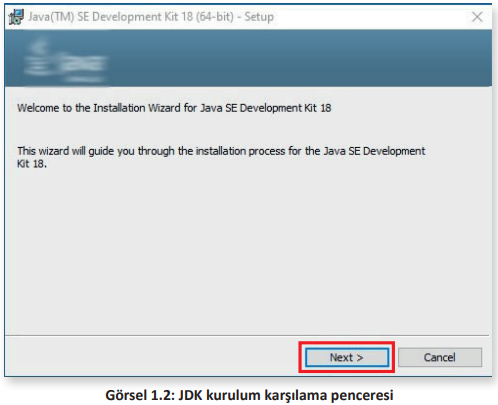 Java(TM) SE Development Kit 18 (64-bit) - Setup
Welcome to the Installation Wizard for Java SE Development Kit 18
This wizard will guide you through the installation process for the Java SE Development
Kit 18.
Next >
Cancel
Görsel 1.2: JDK kurulum karşılama penceresi